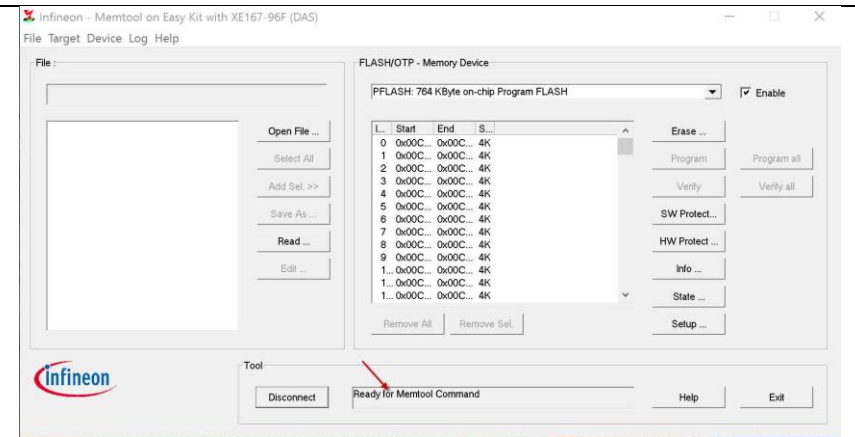 Infineon - Memtool on Easy Kit with XE167-96F (DAS)
File Target Device Log Help
File :
Open File ...
Select All
Add Sel. >>
Save As ...
Read ...
Edit ...
FLASH/OTP - Memory Device
PFLASH: 764 KByte on-chip Program FLASH
Enable
I... Start End S...
0 0x00C... 0x00C... 4K
1 0x00C... 0x00C... 4K
2 0x00C... 0x00C... 4K
3 0x00C... 0x00C... 4K
4 0x00C... 0x00C... 4K
5 0x00C... 0x00C... 4K
6 0x00C... 0x00C... 4K
7 0x00C... 0x00C... 4K
8 0x00C... 0x00C... 4K
9 0x00C... 0x00C... 4K
1... 0x00C... 0x00C... 4K
1... 0x00C... 0x00C... 4K
1... 0x00C... 0x00C... 4K
Remove All Remove Sel.
Erase ...
Program Program all
Verify Verify all
SW Protect...
HW Protect ...
Info ...
State ...
Setup ...
infineon
Tool
Disconnect
Ready for Memtool Command
Help Exit